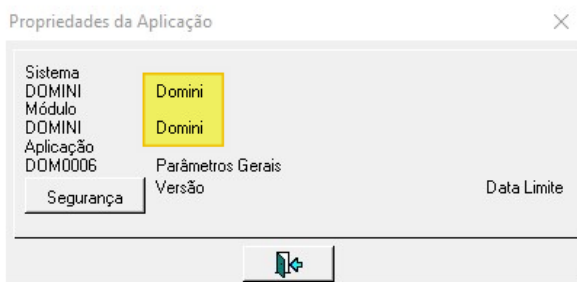 Propriedades da Aplicação
Sistema
DOMINI Domini
Módulo
DOMINI Domini
Aplicação
DOM0006 Parâmetros Gerais
Segurança Versão Data Limite